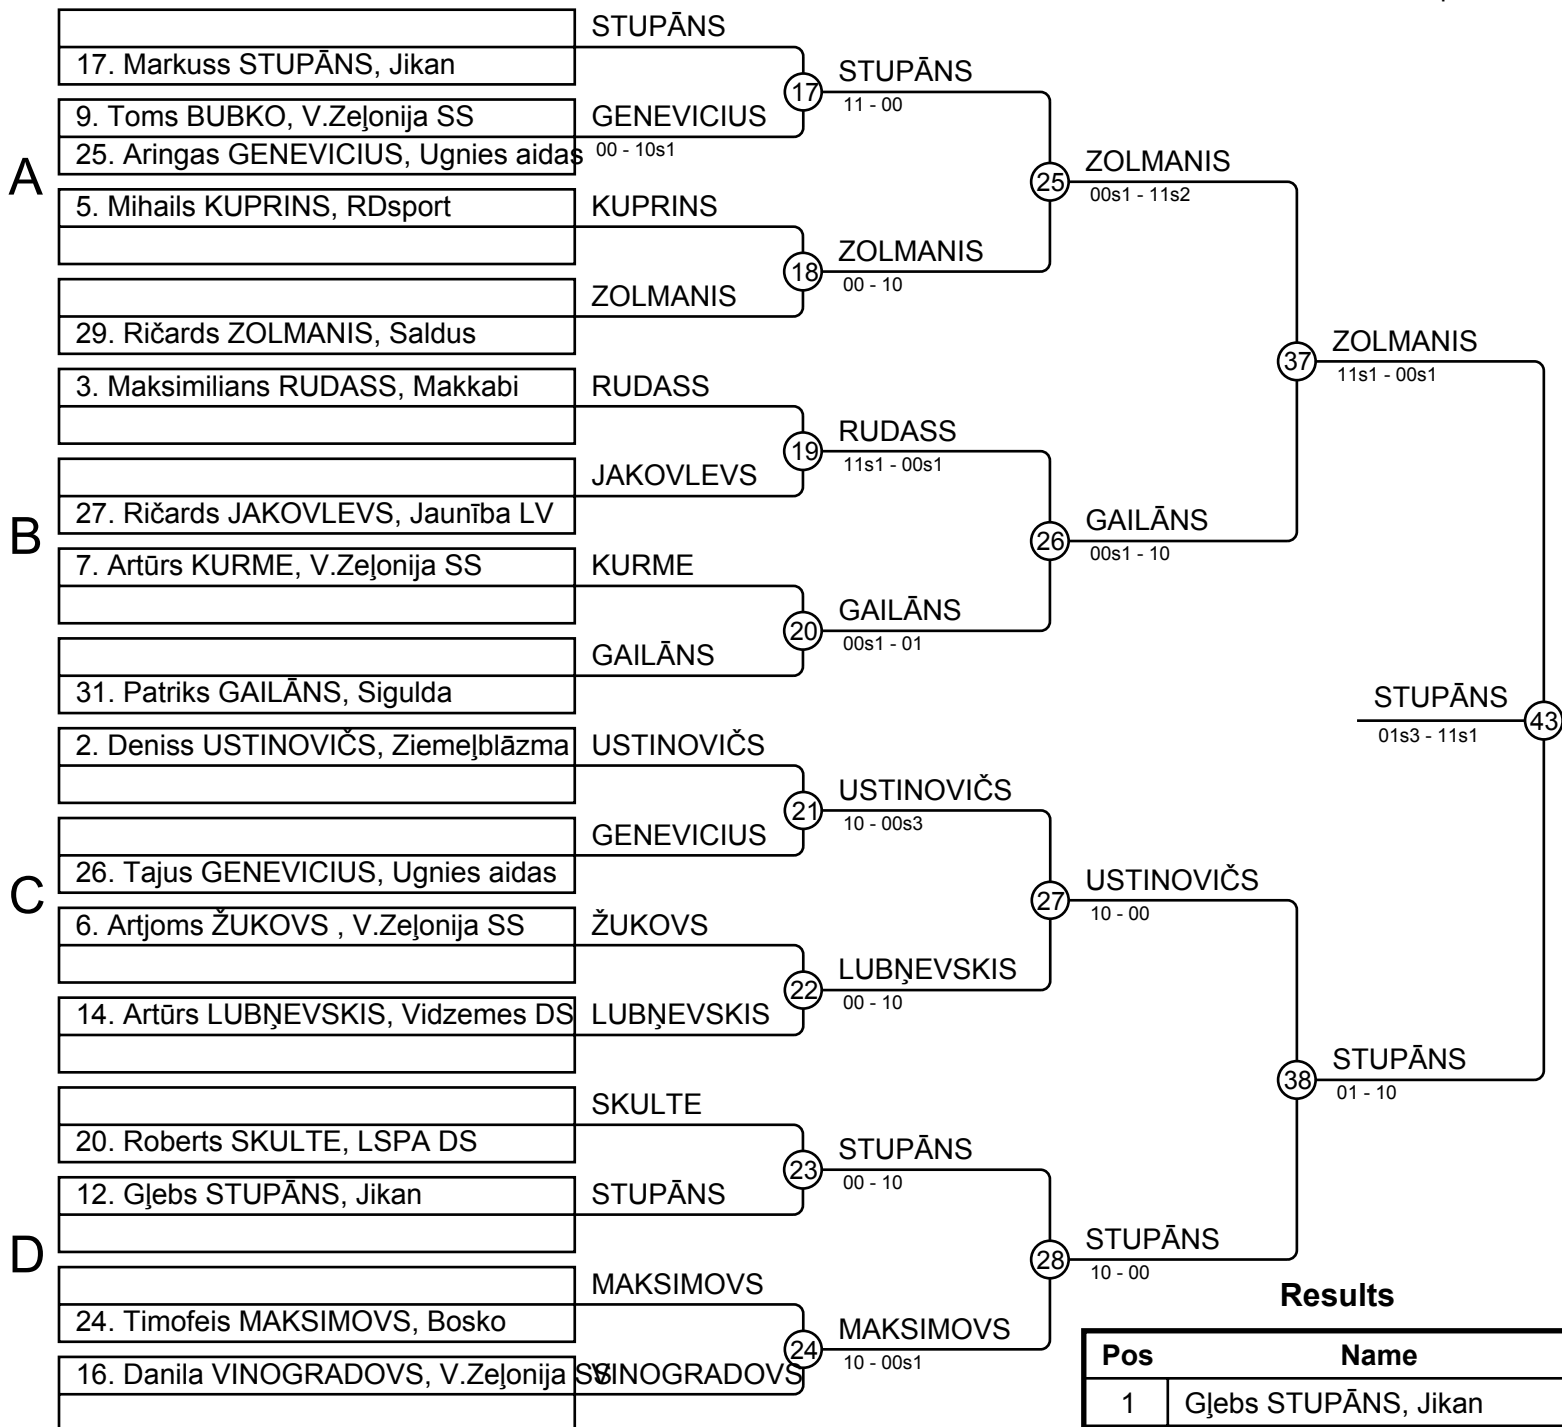 A
17. Markuss STUPĀNS, Jikan
9. Toms BUBKO, V.Zeļonija SS
25. Aringas GENEVICIUS, Ugnies aidas
5. Mihails KUPRINS, RDsport
29. Ričards ZOLMANIS, Saldus
B
3. Maksimilians RUDASS, Makkabi
27. Ričards JAKOVLEVS, Jaunība LV
7. Artūrs KURME, V.Zeļonija SS
31. Patriks GAILĀNS, Sigulda
C
2. Deniss USTINOVIČS, Ziemeļblāzma
26. Tajus GENEVICIUS, Ugnies aidas
6. Artjoms ŽUKOVS , V.Zeļonija SS
14. Artūrs LUBŅEVSKIS, Vidzemes DS
D
20. Roberts SKULTE, LSPA DS
12. Gļebs STUPĀNS, Jikan
24. Timofeis MAKSIMOVS, Bosko
16. Danila VINOGRADOVS, V.Zeļonija SS
STUPĀNS
GENEVICIUS
00 - 10s1
KUPRINS
ZOLMANIS
RUDASS
JAKOVLEVS
KURME
GAILĀNS
USTINOVIČS
GENEVICIUS
ŽUKOVS
LUBŅEVSKIS
SKULTE
STUPĀNS
MAKSIMOVS
VINOGRADOVS
17
STUPĀNS
11 - 00
18
ZOLMANIS
00 - 10
19
RUDASS
11s1 - 00s1
20
GAILĀNS
00s1 - 01
21
USTINOVIČS
10 - 00s3
22
LUBŅEVSKIS
00 - 10
23
STUPĀNS
00 - 10
24
MAKSIMOVS
10 - 00s1
25
ZOLMANIS
00s1 - 11s2
26
GAILĀNS
00s1 - 10
27
USTINOVIČS
10 - 00
28
STUPĀNS
10 - 00
37
ZOLMANIS
11s1 - 00s1
38
STUPĀNS
01 - 10
STUPĀNS
43
01s3 - 11s1
Results
Pos Name
1 Gļebs STUPĀNS, Jikan